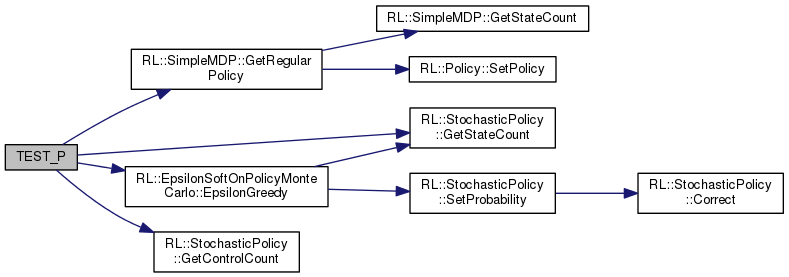 TEST_P
RL::SimpleMDP::GetRegular
Policy
RL::SimpleMDP::GetStateCount
RL::Policy::SetPolicy
RL::StochasticPolicy
::GetStateCount
RL::EpsilonSoftOnPolicyMonte
Carlo::EpsilonGreedy
RL::StochasticPolicy
::SetProbability
RL::StochasticPolicy
::Correct
RL::StochasticPolicy
::GetControlCount